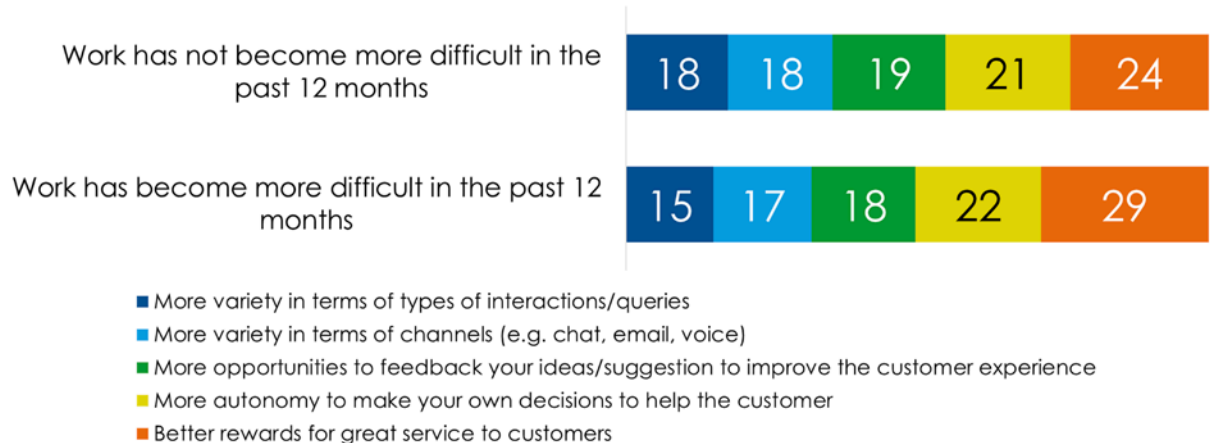 Work has not become more difficult in the
past 12 months
18 18 19 21 24
Work has become more difficult in the past 12
months
15 17 18 22 29
More variety in terms of types of interactions/queries
More variety in terms of channels (e.g. chat, email, voice)
More opportunities to feedback your ideas/suggestion to improve the customer experience
More autonomy to make your own decisions to help the customer
Better rewards for great service to customers